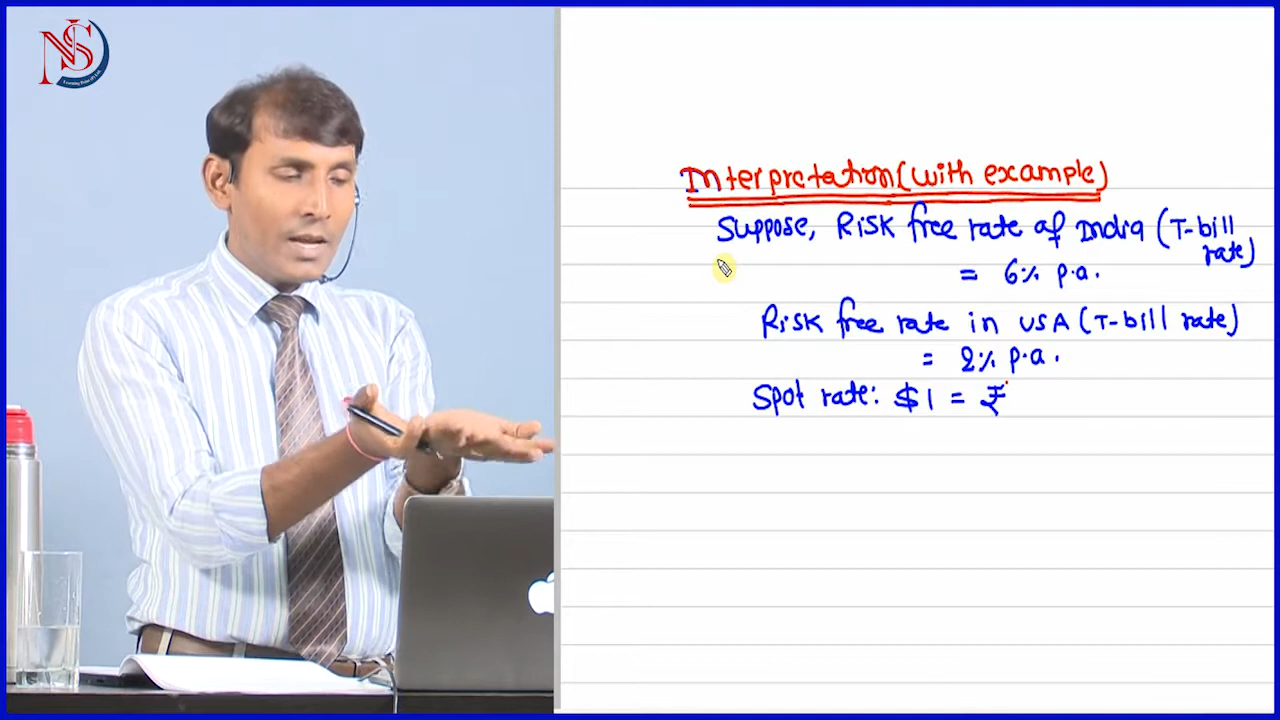 NS
Interpretation (with example)
Suppose, Risk free rate of India (T-bill rate)
= 6% p.a.
Risk free rate in USA (T-bill rate)
= 2% p.a.
Spot rate: $1 = ₹